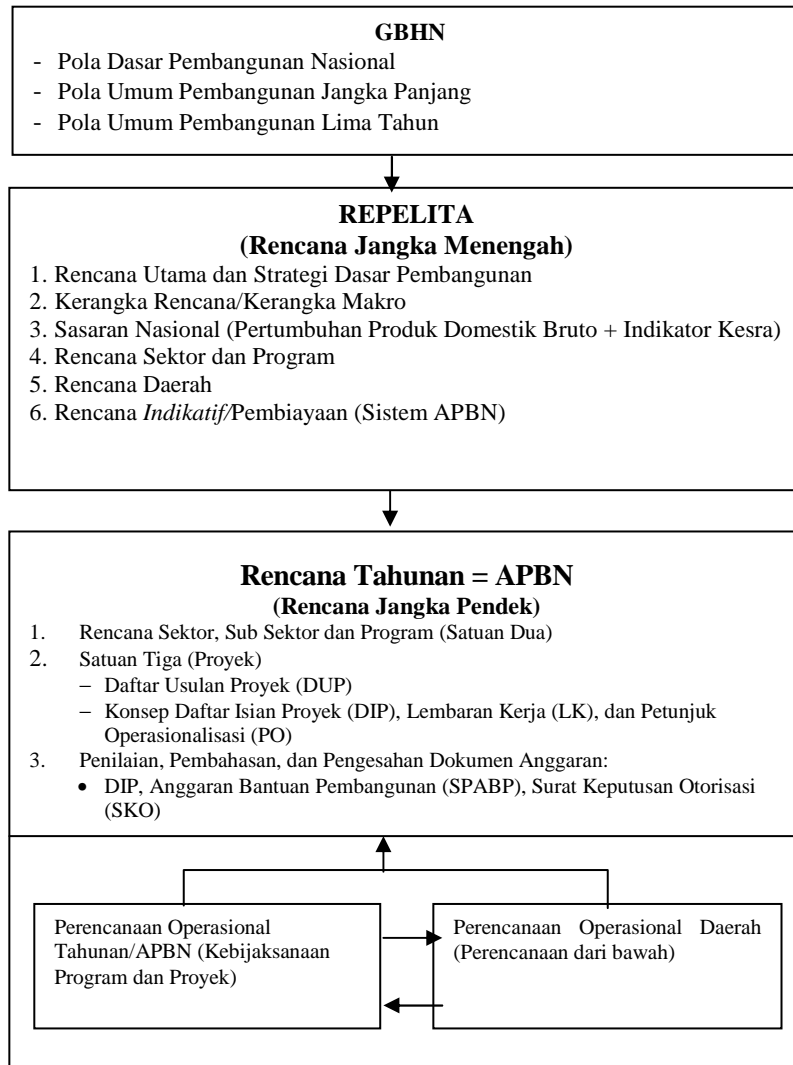 GBHN
- Pola Dasar Pembangunan Nasional
- Pola Umum Pembangunan Jangka Panjang
- Pola Umum Pembangunan Lima Tahun
REPELITA
(Rencana Jangka Menengah)
1. Rencana Utama dan Strategi Dasar Pembangunan
2. Kerangka Rencana/Kerangka Makro
3. Sasaran Nasional (Pertumbuhan Produk Domestik Bruto + Indikator Kesra)
4. Rencana Sektor dan Program
5. Rencana Daerah
6. Rencana Indikatif/Pembiayaan (Sistem APBN)
Rencana Tahunan = APBN
(Rencana Jangka Pendek)
1. Rencana Sektor, Sub Sektor dan Program (Satuan Dua)
2. Satuan Tiga (Proyek)
− Daftar Usulan Proyek (DUP)
− Konsep Daftar Isian Proyek (DIP), Lembaran Kerja (LK), dan Petunjuk
Operasionalisasi (PO)
3. Penilaian, Pembahasan, dan Pengesahan Dokumen Anggaran:
• DIP, Anggaran Bantuan Pembangunan (SPABP), Surat Keputusan Otorisasi
(SKO)
Perencanaan Operasional
Tahunan/APBN (Kebijaksanaan
Program dan Proyek)
Perencanaan Operasional Daerah
(Perencanaan dari bawah)